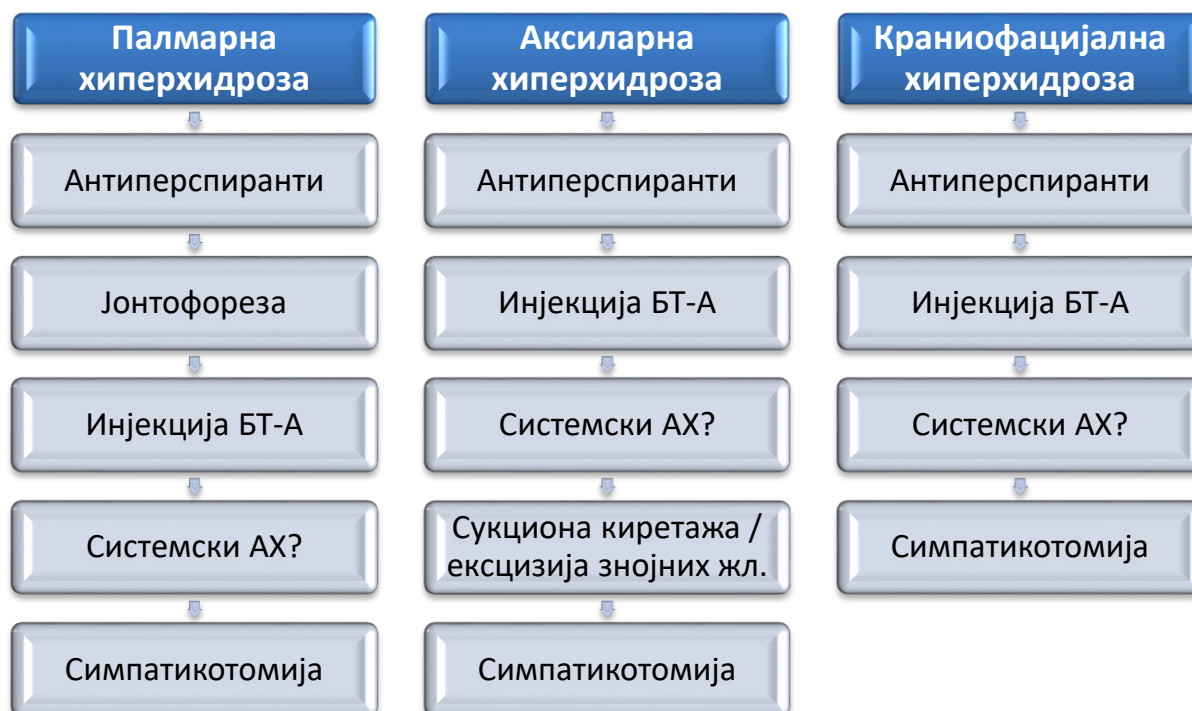 Палмарна
хиперхидроза
Антиперспиранти
Јонтофореза
Инјекција БТ-А
Системски АХ?
Симпатикотомија
Аксиларна
хиперхидроза
Антиперспиранти
Инјекција БТ-А
Системски АХ?
Сукциона киретажа /
ексцизија знојних жл.
Симпатикотомија
Краниофацијална
хиперхидроза
Антиперспиранти
Инјекција БТ-А
Системски АХ?
Симпатикотомија